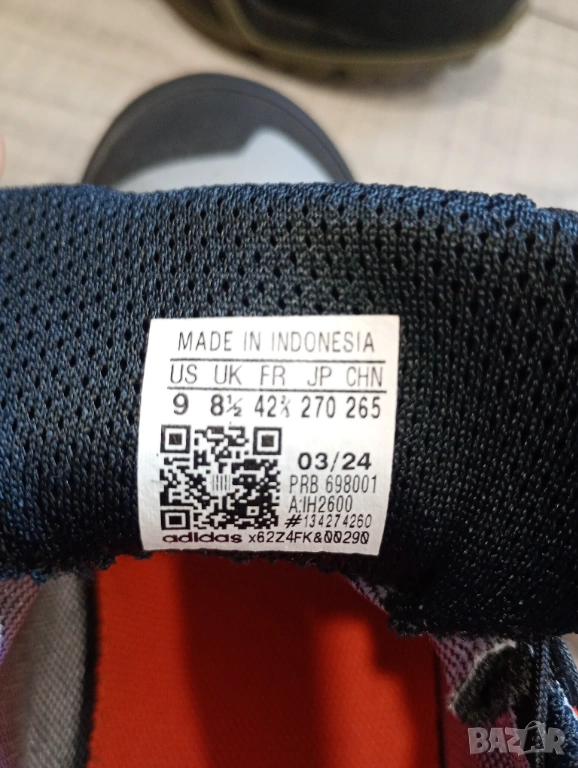 MADE IN INDONESIA
US UK FR JP CHN
9 8½ 42⅔ 270 265
03/24
PRB 698001
A:IH2600
#134274260
adidas x62Z4FK&00290
BAZAR